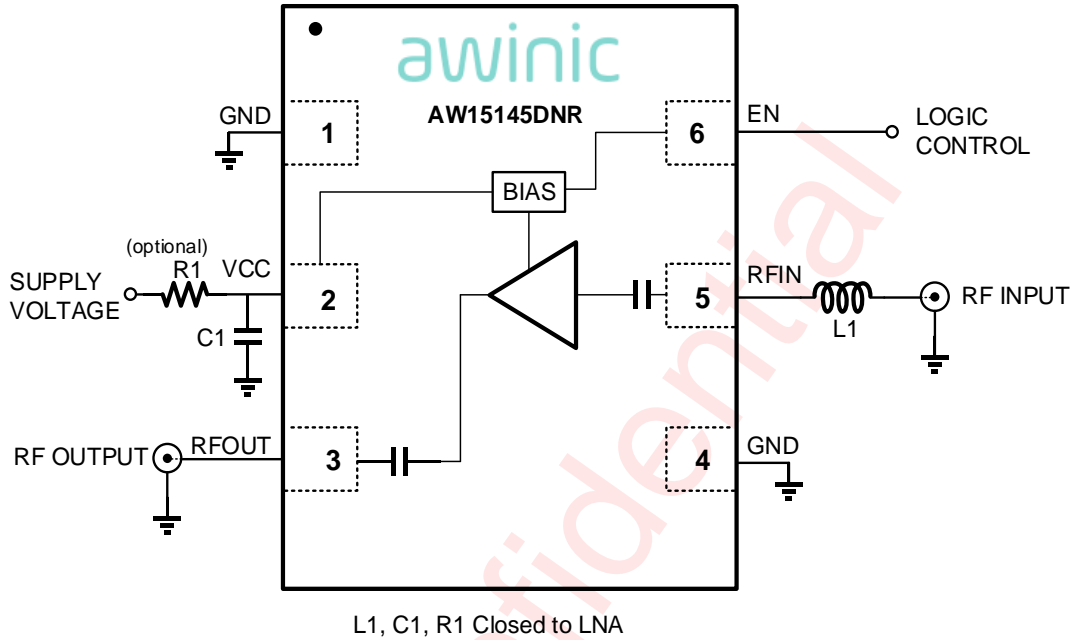 awinic
AW15145DNR
GND
1
6
EN
LOGIC
CONTROL
BIAS
(optional)
R1
VCC
SUPPLY
VOLTAGE
2
C1
5
RFIN
L1
RF INPUT
RF OUTPUT
RFOUT
3
4
GND
L1, C1, R1 Closed to LNA
fidential